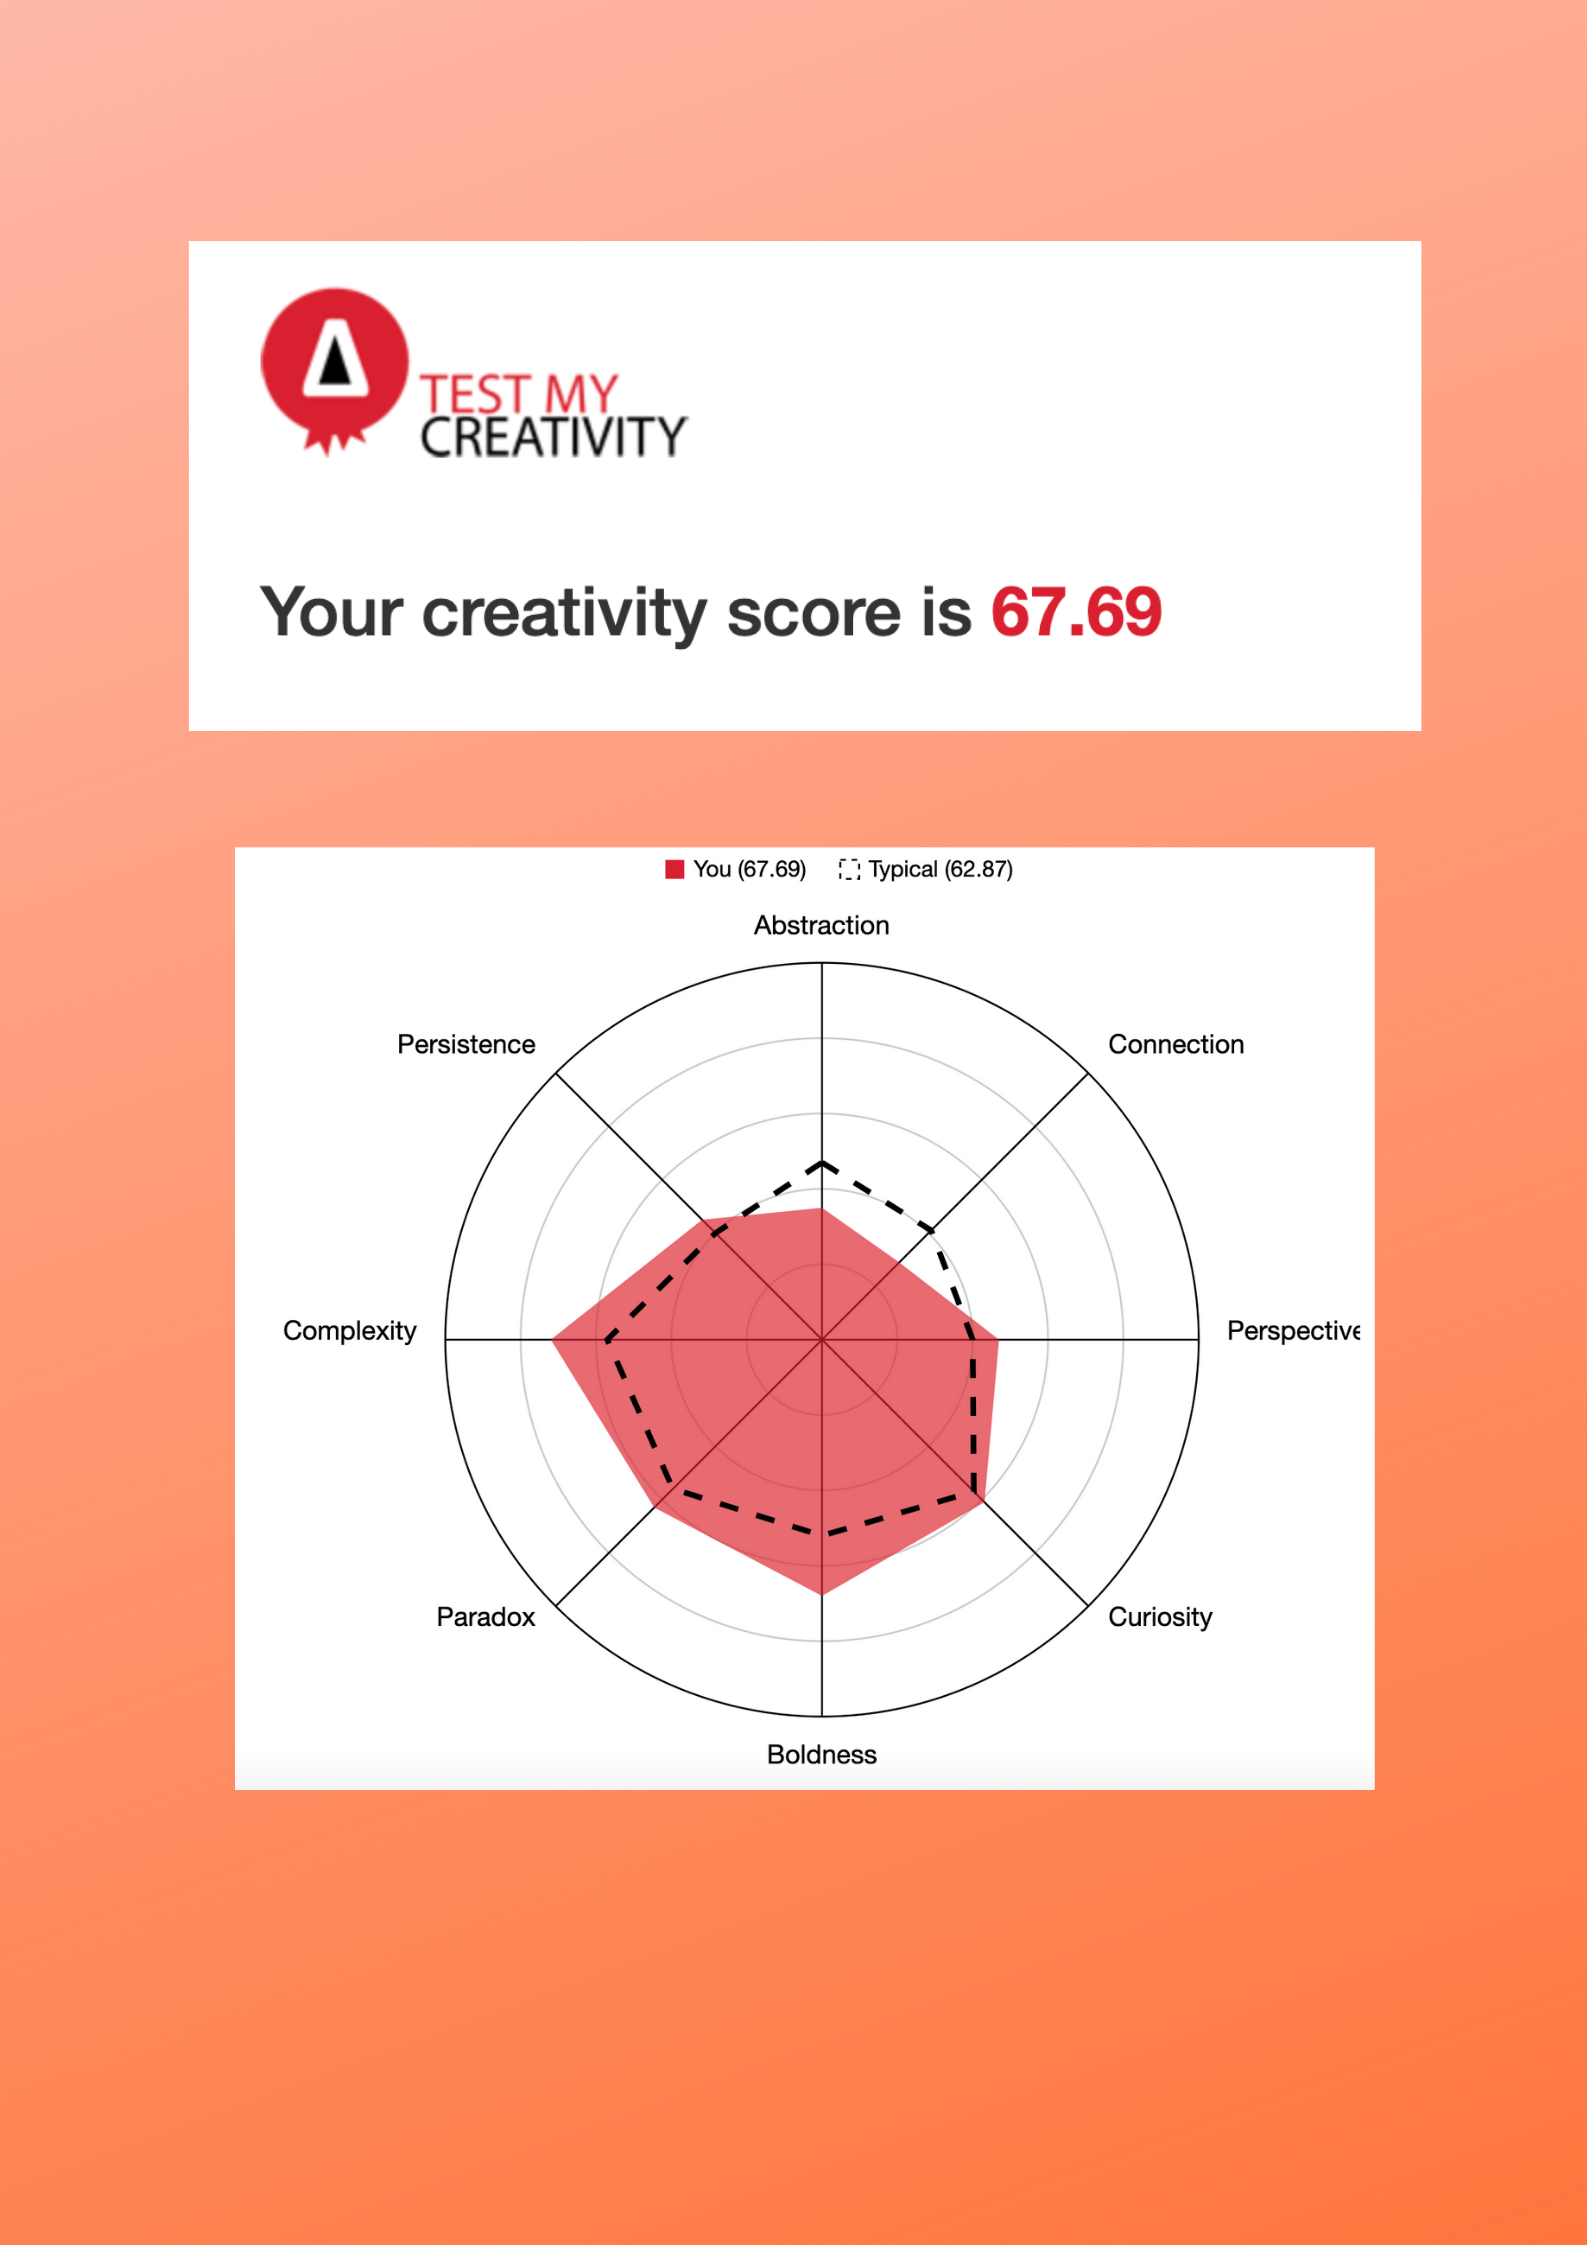 TEST MY
CREATIVITY
Your creativity score is 67.69
You (67.69) Typical (62.87)
Abstraction
Persistence
Connection
Complexity
Perspective
Paradox
Curiosity
Boldness